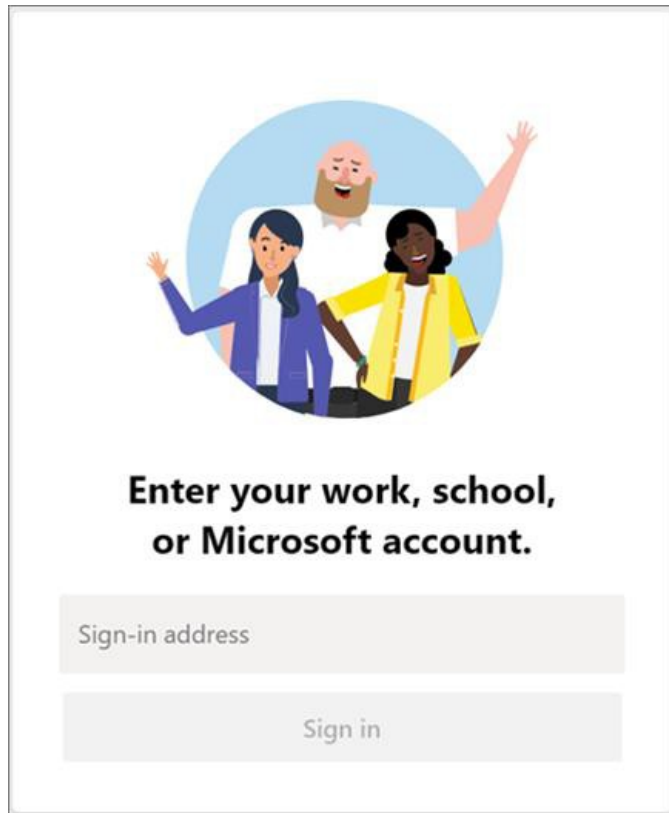 Enter your work, school,
or Microsoft account.
Sign-in address
Sign in